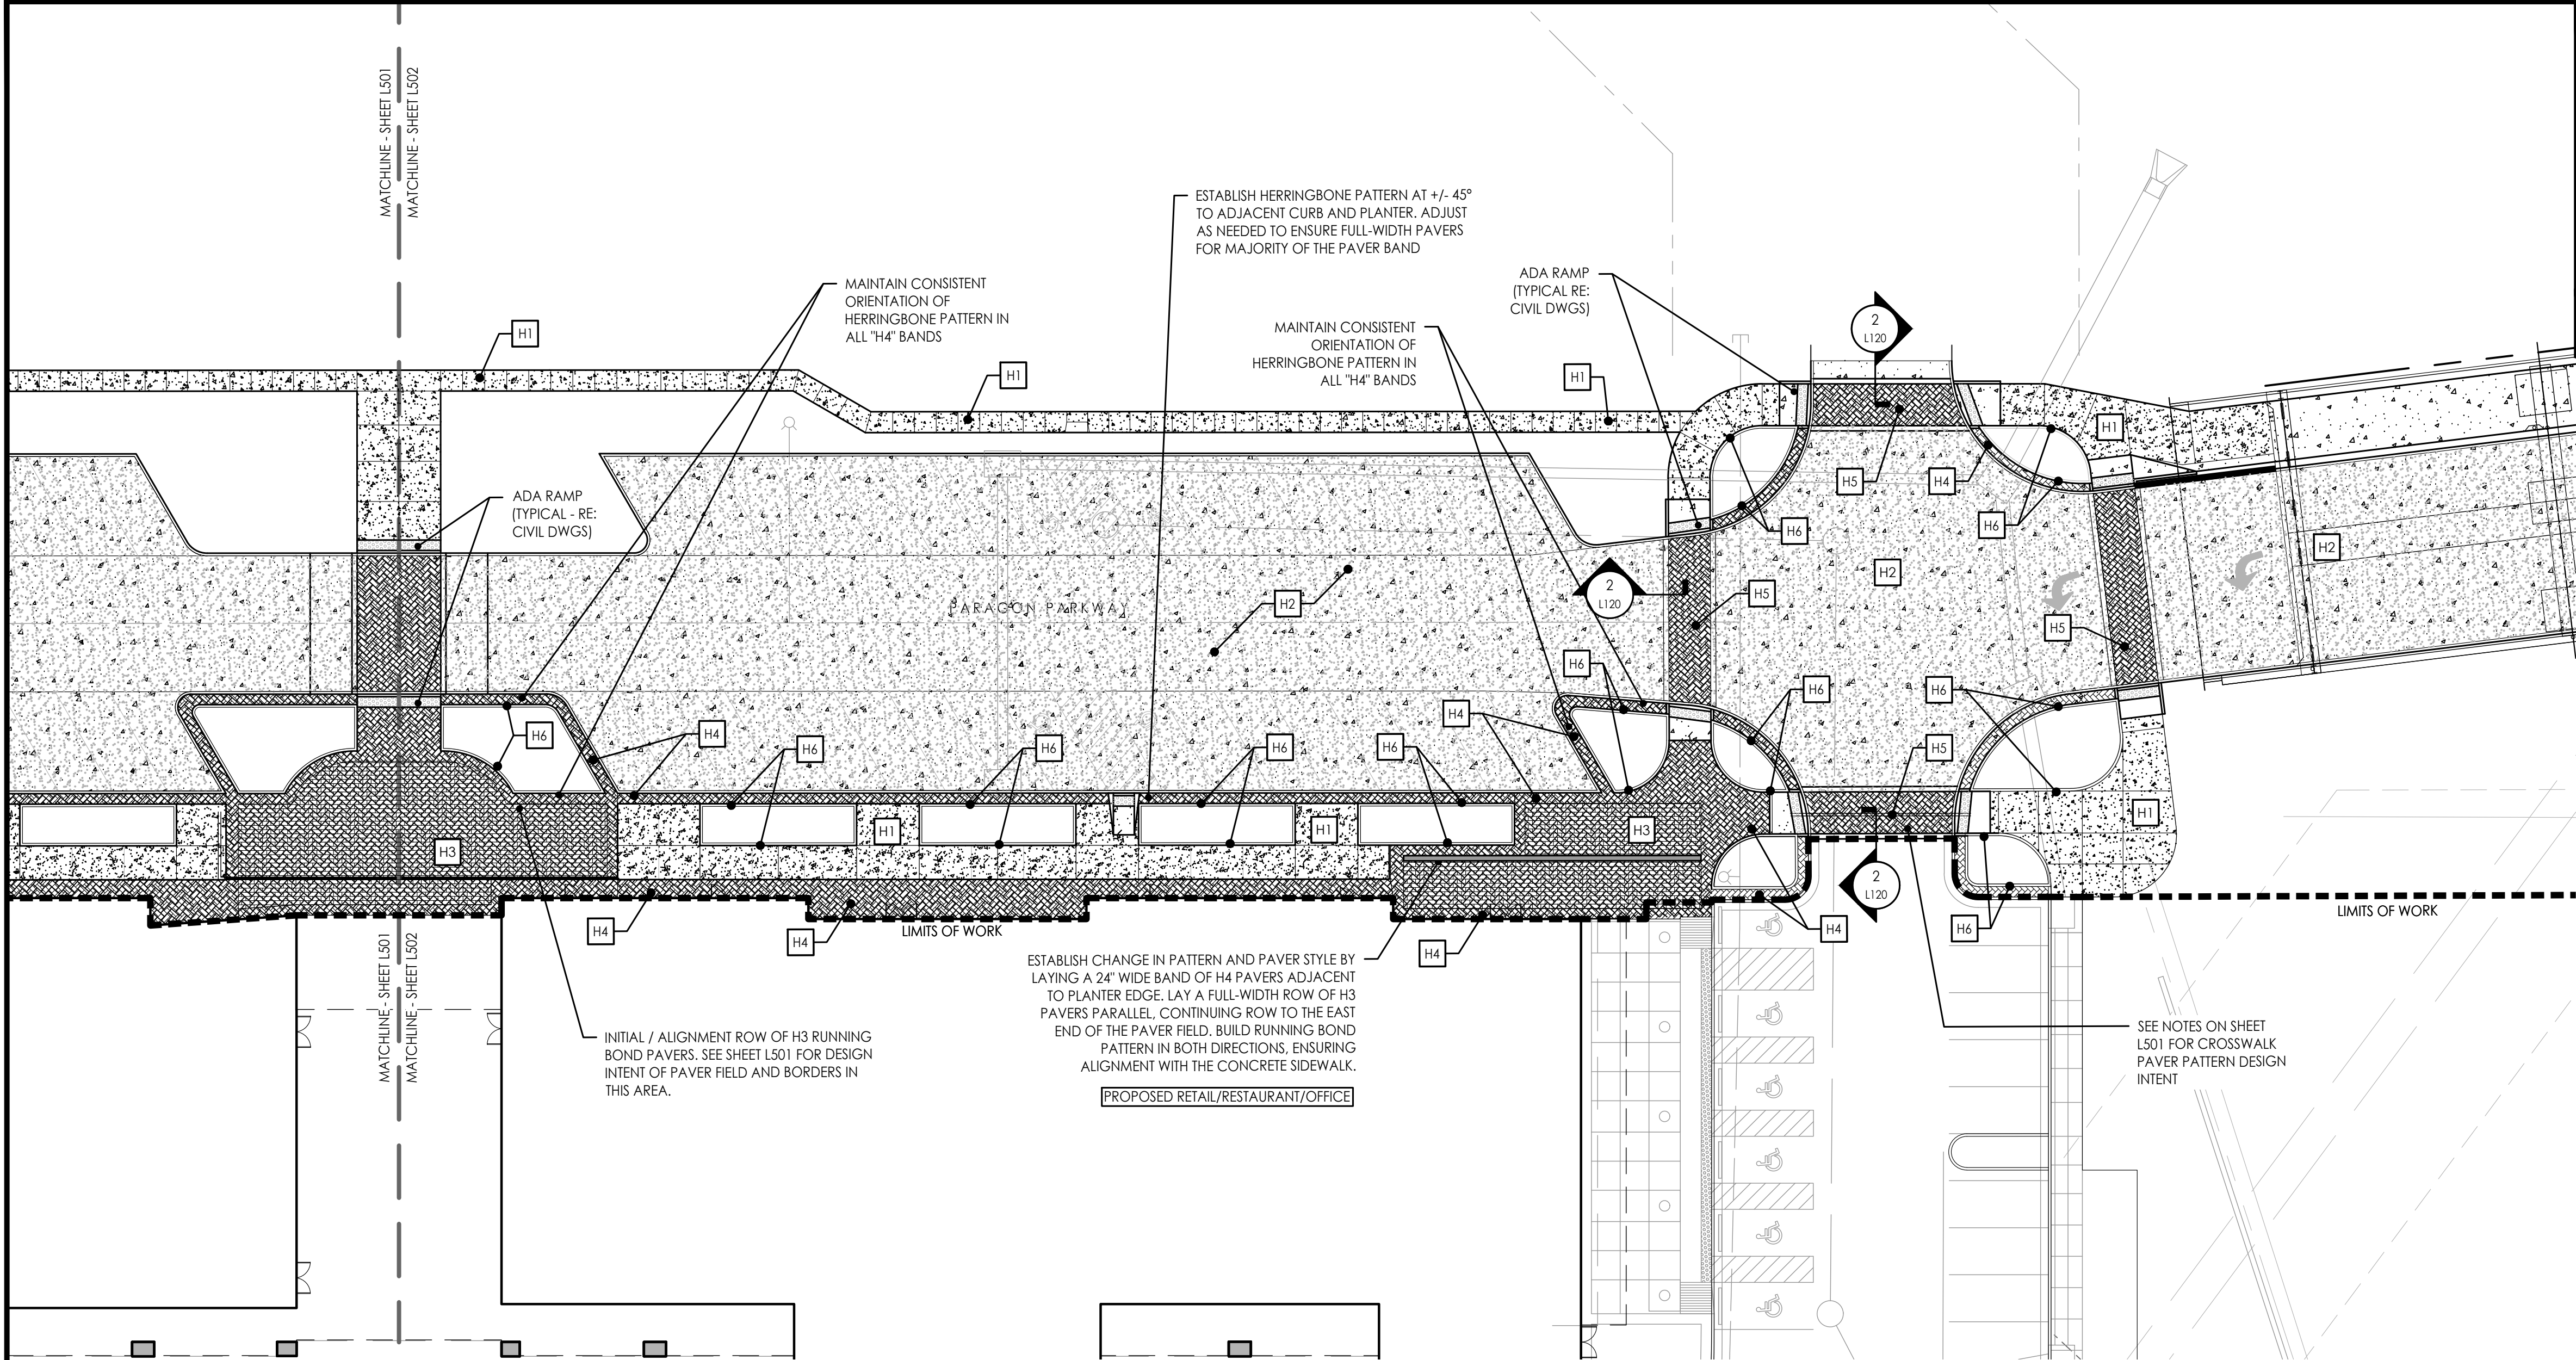 MATCHLINE - SHEET L501
MATCHLINE - SHEET L502
ESTABLISH HERRINGBONE PATTERN AT +/- 45°
TO ADJACENT CURB AND PLANTER. ADJUST
AS NEEDED TO ENSURE FULL-WIDTH PAVERS
FOR MAJORITY OF THE PAVER BAND
MAINTAIN CONSISTENT
ORIENTATION OF
HERRINGBONE PATTERN IN
ALL "H4" BANDS
ADA RAMP
(TYPICAL RE:
CIVIL DWGS)
MAINTAIN CONSISTENT
ORIENTATION OF
HERRINGBONE PATTERN IN
ALL "H4" BANDS
2
L120
H1
H1
H1
H1
H5
H4
H6
H6
ADA RAMP
(TYPICAL - RE:
CIVIL DWGS)
H2
H2
2
L120
H5
H2
PARAGON PARKWAY
H5
H6
H6
H6
H4
H4
H6
H6
H6
H6
H6
H5
H1
H1
H3
H1
H3
2
L120
H4
H4
H4
H4
H6
LIMITS OF WORK
LIMITS OF WORK
MATCHLINE - SHEET L501
MATCHLINE - SHEET L502
ESTABLISH CHANGE IN PATTERN AND PAVER STYLE BY
LAYING A 24" WIDE BAND OF H4 PAVERS ADJACENT
TO PLANTER EDGE. LAY A FULL-WIDTH ROW OF H3
PAVERS PARALLEL, CONTINUING ROW TO THE EAST
END OF THE PAVER FIELD. BUILD RUNNING BOND
PATTERN IN BOTH DIRECTIONS, ENSURING
ALIGNMENT WITH THE CONCRETE SIDEWALK.
PROPOSED RETAIL/RESTAURANT/OFFICE
INITIAL / ALIGNMENT ROW OF H3 RUNNING
BOND PAVERS. SEE SHEET L501 FOR DESIGN
INTENT OF PAVER FIELD AND BORDERS IN
THIS AREA.
SEE NOTES ON SHEET
L501 FOR CROSSWALK
PAVER PATTERN DESIGN
INTENT